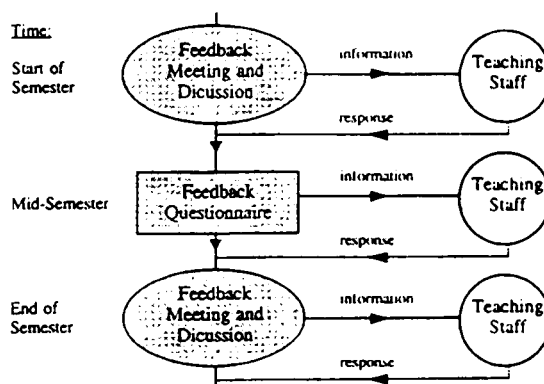 Time:
Start of
Semester
Feedback
Meeting and
Dicussion
information
Teaching
Staff
response
Mid-Semester
Feedback
Questionnaire
information
Teaching
Staff
response
End of
Semester
Feedback
Meeting and
Dicussion
information
Teaching
Staff
response